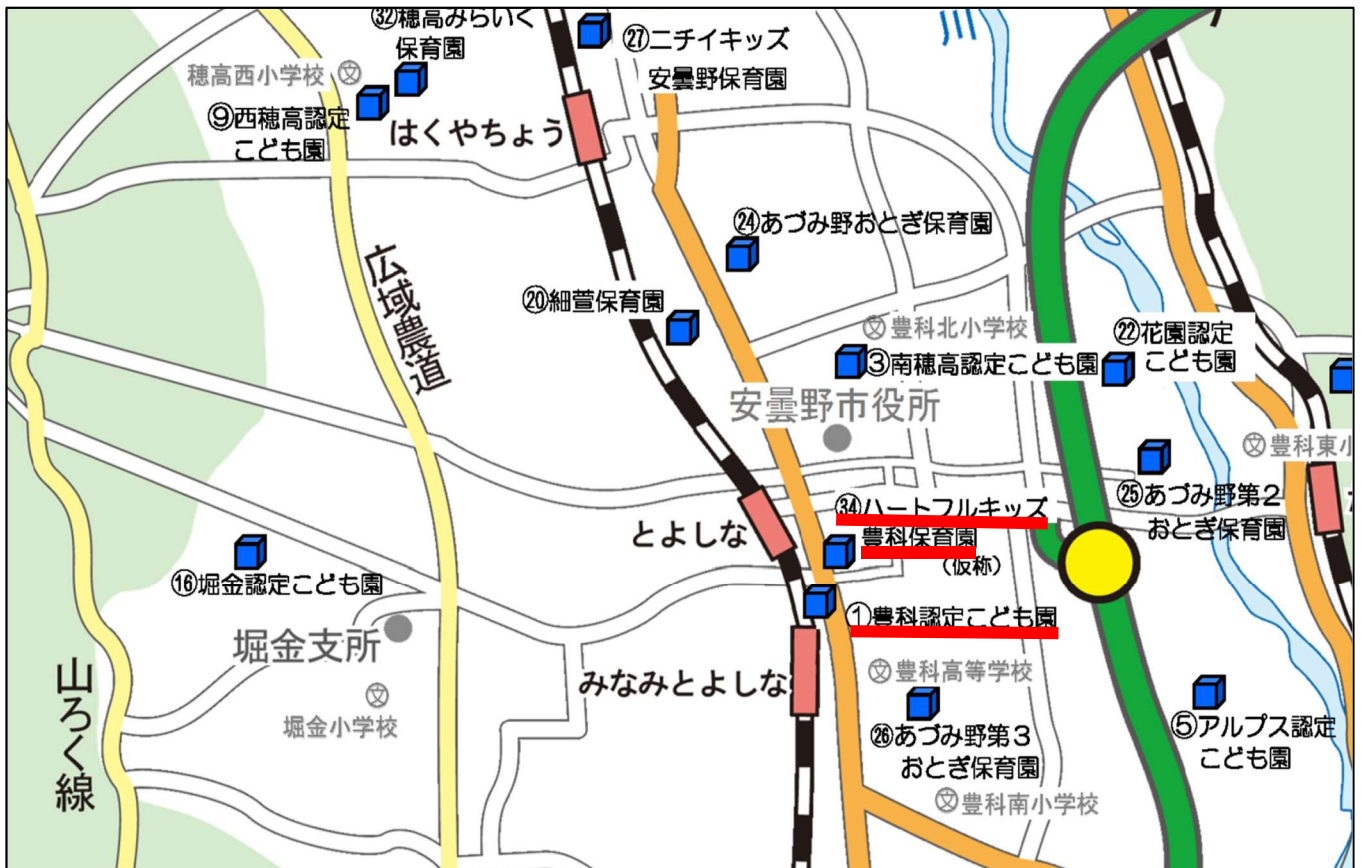 ㉜穂高みらいく
保育園
川
㉗ニチイキッズ
安曇野保育園
穂高西小学校 文
⑨西穂高認定
こども園
はくやちょう
㉔あづみ野おとぎ保育園
広域農道
⑳細萱保育園
文 豊科北小学校
㉒花園認定
こども園
③南穂高認定こども園
安曇野市役所
文 豊科東小
㉕あづみ野第2
おとぎ保育園
㉞ハートフルキッズ
豊科保育園
(仮称)
とよしな
⑯堀金認定こども園
①豊科認定こども園
堀金支所
文 豊科高等学校
みなみとよしな
山ろく線
文
堀金小学校
㉖あづみ野第3
おとぎ保育園
⑤アルプス認定
こども園
文 豊科南小学校